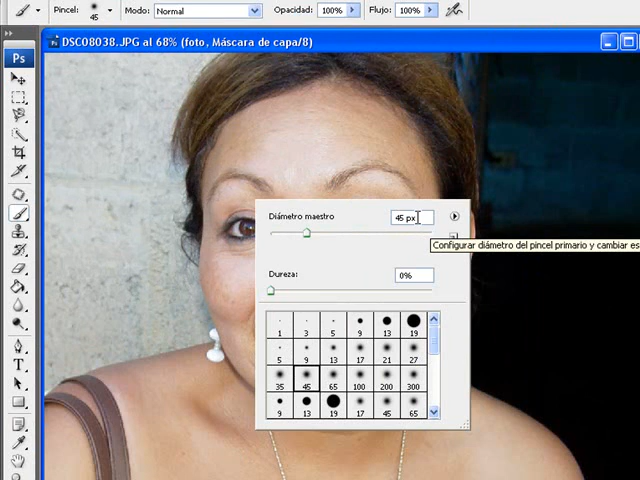 Pincel: 45 Modo: Normal Opacidad: 100% Flujo: 100%
DSC08038.JPG al 68% (foto, Máscara de capa/8)
Ps
Diámetro maestro 45 px
Configurar diámetro del pincel primario y cambiar es
Dureza: 0%
1 3 5 9 13 19
5 9 13 17 21 27
35 45 65 100 200 300
9 13 19 17 45 65
T